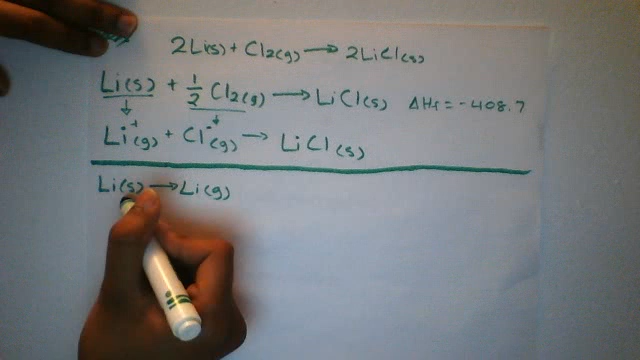 2Li(s) + Cl₂(g) → 2LiCl(s)
Li(s) + ½ Cl₂(g) → LiCl(s) ΔHf = -408.7
↓ ↓
Li⁺(g) + Cl⁻(g) → LiCl(s)
Li(s) → Li(g)